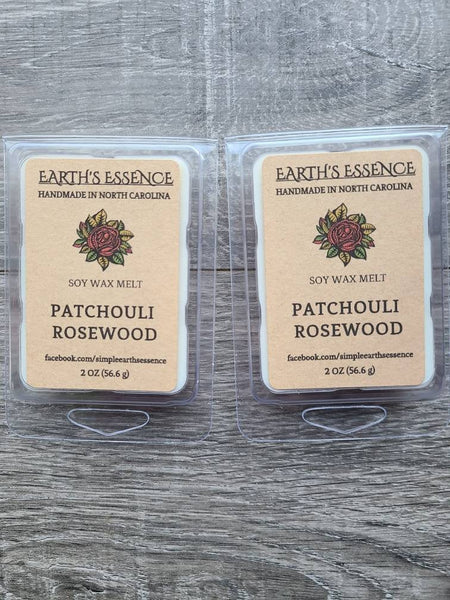 EARTH'S ESSENCE
HANDMADE IN NORTH CAROLINA
SOY WAX MELT
PATCHOULI
ROSEWOOD
facebook.com/simpleearthsessence
2 OZ (56.6 g)
EARTH'S ESSENCE
HANDMADE IN NORTH CAROLINA
SOY WAX MELT
PATCHOULI
ROSEWOOD
facebook.com/simpleearthsessence
2 OZ (56.6 g)